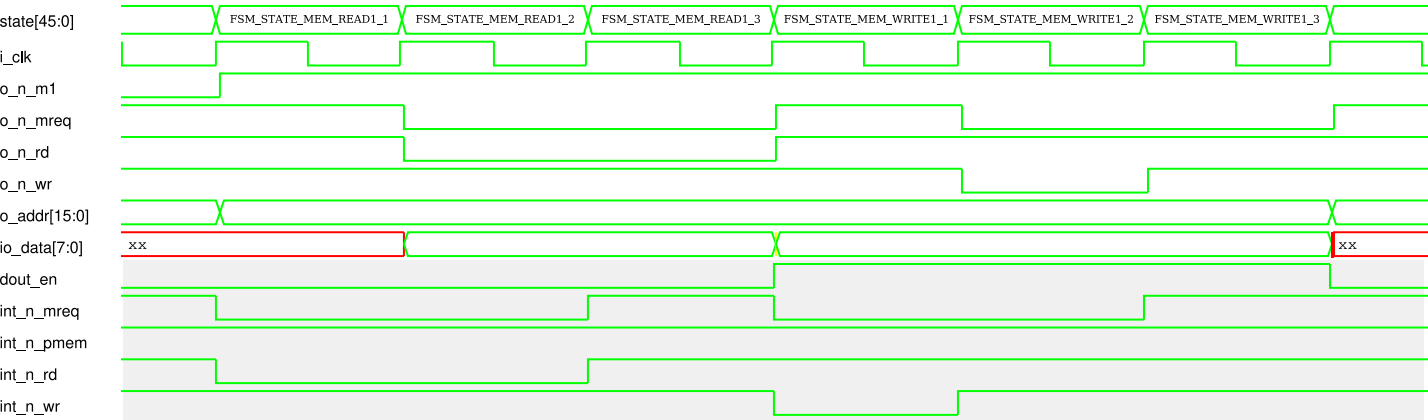 state[45:0] FSM_STATE_MEM_READ1_1 FSM_STATE_MEM_READ1_2 FSM_STATE_MEM_READ1_3 FSM_STATE_MEM_WRITE1_1 FSM_STATE_MEM_WRITE1_2 FSM_STATE_MEM_WRITE1_3
i_clk
o_n_m1
o_n_mreq
o_n_rd
o_n_wr
o_addr[15:0]
io_data[7:0] xx xx
dout_en
int_n_mreq
int_n_pmem
int_n_rd
int_n_wr